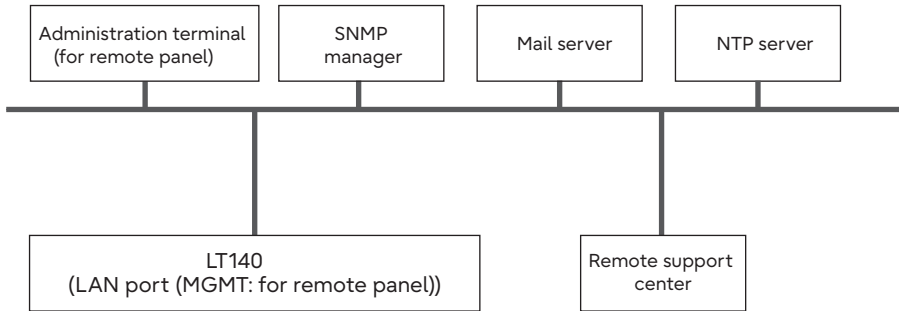 Administration terminal
(for remote panel)
SNMP
manager
Mail server
NTP server
LT140
(LAN port (MGMT: for remote panel))
Remote support
center